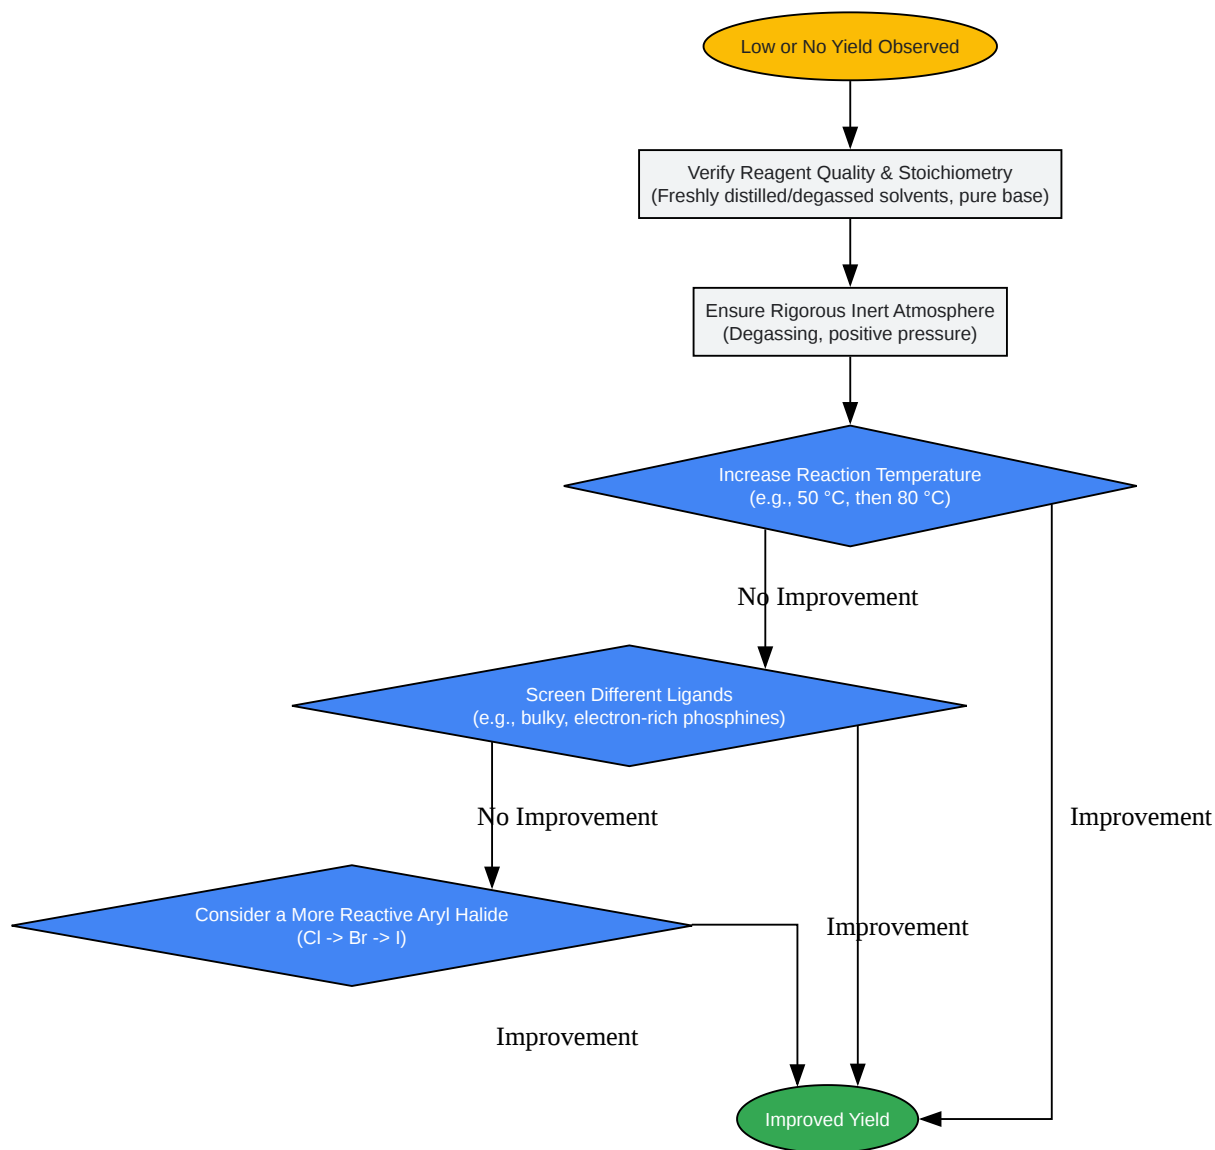 Low or No Yield Observed
Verify Reagent Quality & Stoichiometry
(Freshly distilled/degassed solvents, pure base)
Ensure Rigorous Inert Atmosphere
(Degassing, positive pressure)
Increase Reaction Temperature
(e.g., 50 °C, then 80 °C)
No Improvement
Screen Different Ligands
(e.g., bulky, electron-rich phosphines)
No Improvement
Improvement
Consider a More Reactive Aryl Halide
(Cl -> Br -> I)
Improvement
Improvement
Improved Yield